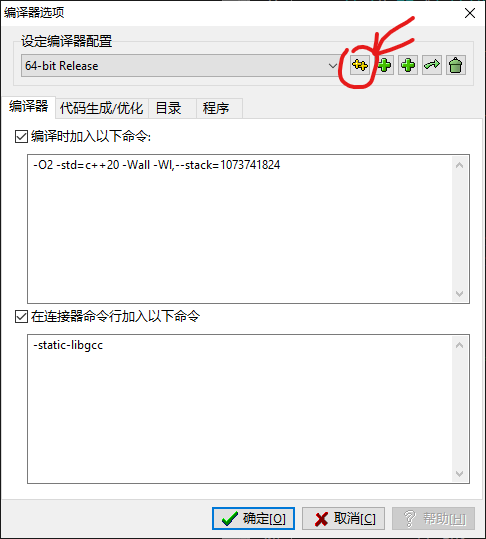 编译器选项
设定编译器配置
64-bit Release
编译器 代码生成/优化 目录 程序
编译时加入以下命令:
-O2 -std=c++20 -Wall -Wl,--stack=1073741824
在连接器命令行加入以下命令
-static-libgcc
确定[O] 取消[C] 帮助[H]